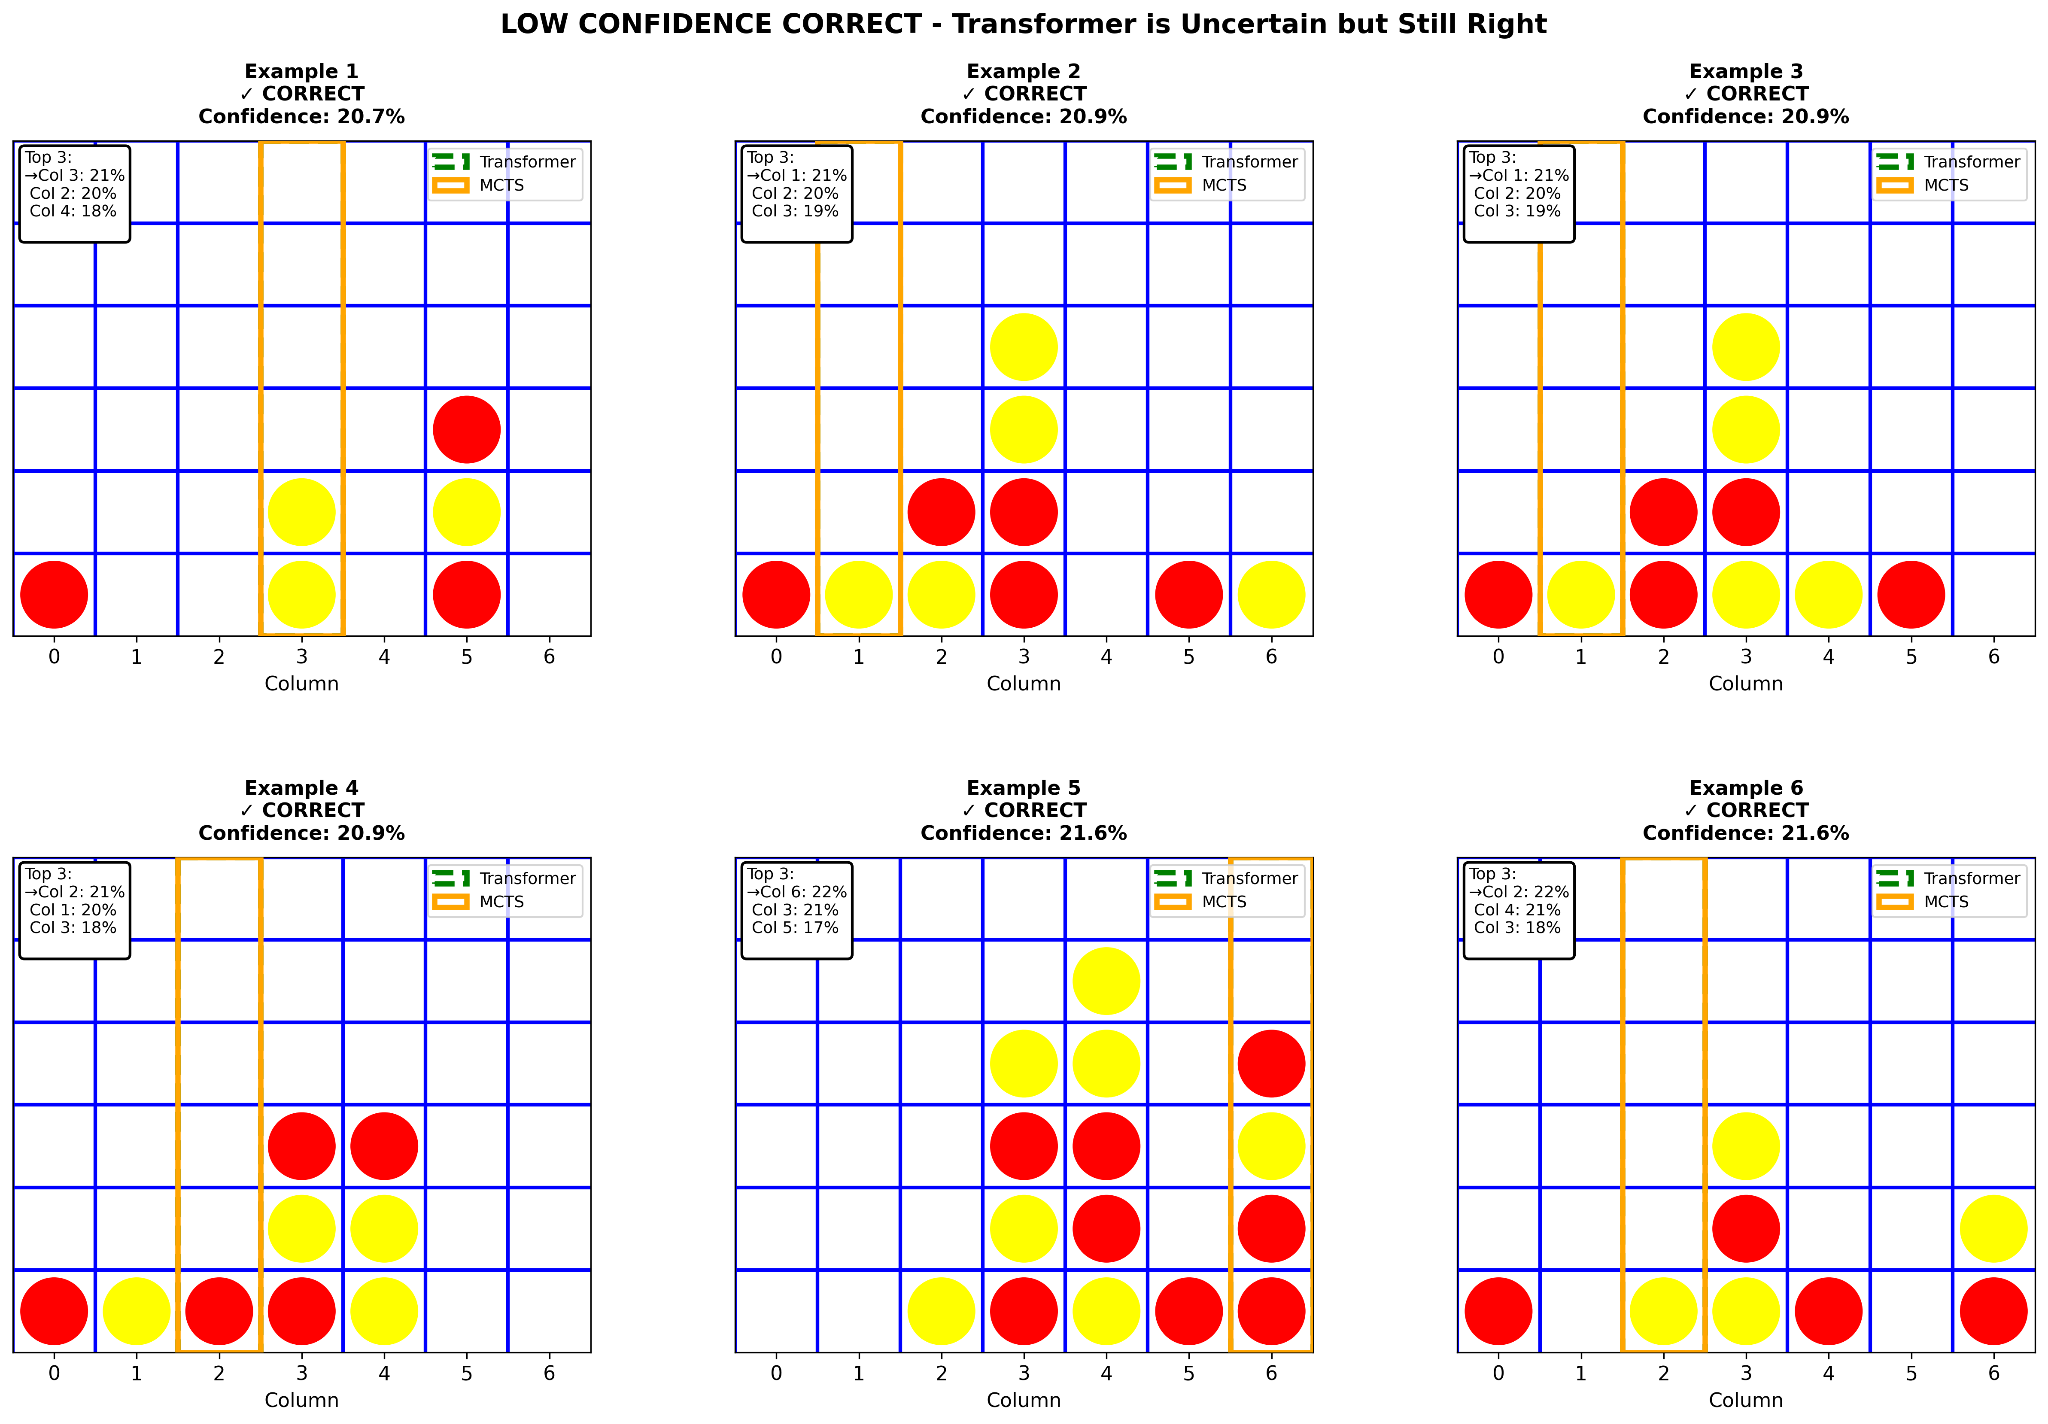 LOW CONFIDENCE CORRECT - Transformer is Uncertain but Still Right
Example 1
✓ CORRECT
Confidence: 20.7%
Top 3:
→Col 3: 21%
Col 2: 20%
Col 4: 18%
Transformer
MCTS
0 1 2 3 4 5 6
Column
Example 2
✓ CORRECT
Confidence: 20.9%
Top 3:
→Col 1: 21%
Col 2: 20%
Col 3: 19%
Transformer
MCTS
0 1 2 3 4 5 6
Column
Example 3
✓ CORRECT
Confidence: 20.9%
Top 3:
→Col 1: 21%
Col 2: 20%
Col 3: 19%
Transformer
MCTS
0 1 2 3 4 5 6
Column
Example 4
✓ CORRECT
Confidence: 20.9%
Top 3:
→Col 2: 21%
Col 1: 20%
Col 3: 18%
Transformer
MCTS
0 1 2 3 4 5 6
Column
Example 5
✓ CORRECT
Confidence: 21.6%
Top 3:
→Col 6: 22%
Col 3: 21%
Col 5: 17%
Transformer
MCTS
0 1 2 3 4 5 6
Column
Example 6
✓ CORRECT
Confidence: 21.6%
Top 3:
→Col 2: 22%
Col 4: 21%
Col 3: 18%
Transformer
MCTS
0 1 2 3 4 5 6
Column